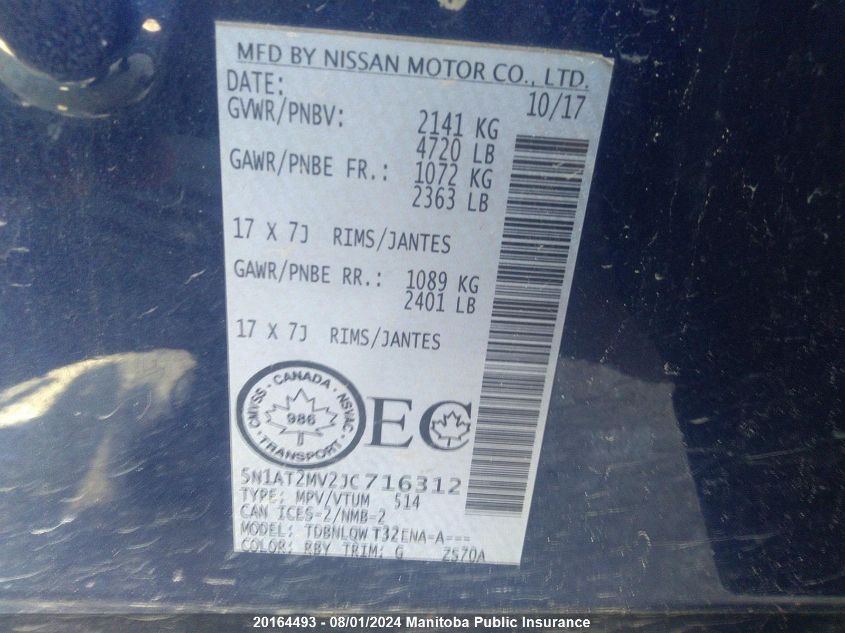 MFD BY NISSAN MOTOR CO., LTD.
DATE: 10/17
GVWR/PNBV: 2141 KG
4720 LB
GAWR/PNBE FR.: 1072 KG
2363 LB
17 X 7J RIMS/JANTES
GAWR/PNBE RR.: 1089 KG
2401 LB
17 X 7J RIMS/JANTES
CANADA · NSVAC · TRANSPORT · CMVSS ·
986
EC
5N1AT2MV2JC716312
TYPE: MPV/VTUM 514
CAN ICES-2/NMB-2
MODEL: TDBNLQW T32ENA-A---
COLOR: RBY TRIM: G ZS70A
20164493 - 08/01/2024 Manitoba Public Insurance